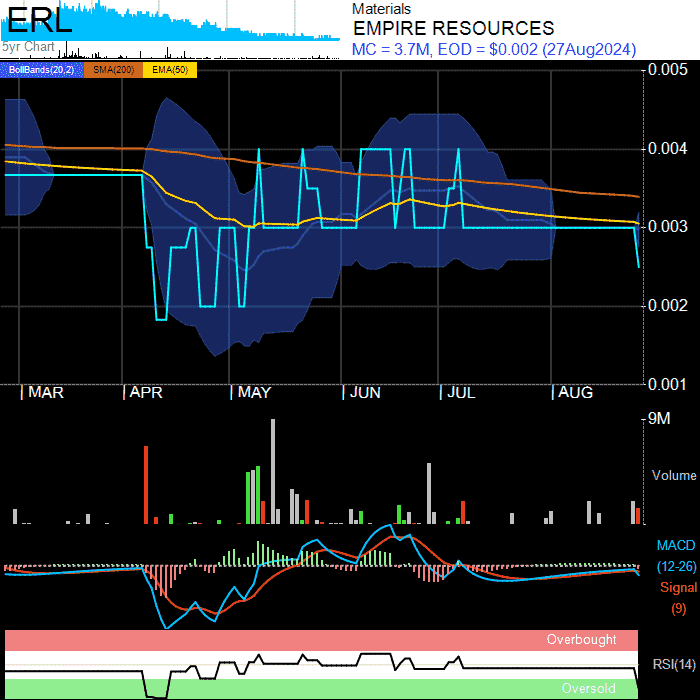 ERL
5yr Chart
Materials
EMPIRE RESOURCES
MC = 3.7M, EOD = $0.002 (27Aug2024)
BollBands(20,2) SMA(200) EMA(50)
0.005
0.004
0.003
0.002
0.001
MAR APR MAY JUN JUL AUG
9M
Volume
MACD
(12-26)
Signal
(9)
Overbought
RSI(14)
Oversold